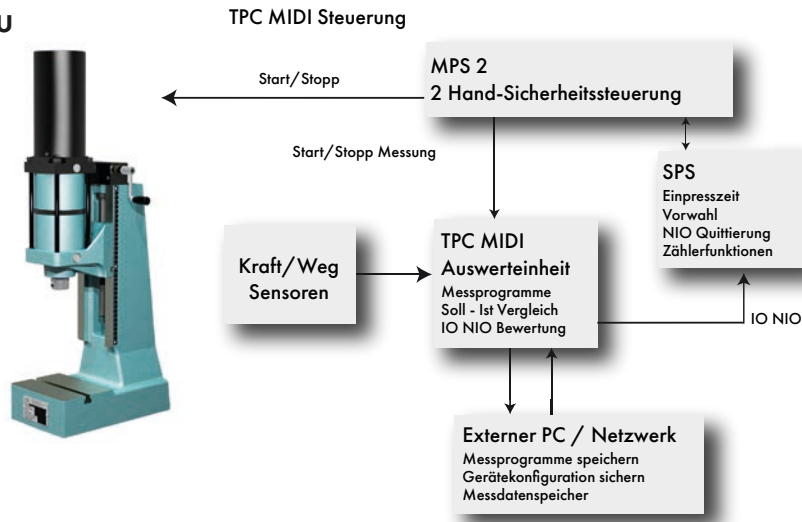 U
TPC MIDI Steuerung
MPS 2
2 Hand-Sicherheitssteuerung
Start/Stopp
Start/Stopp Messung
SPS
Einpresszeit
Vorwahl
NIO Quittierung
Zählerfunktionen
Kraft/Weg
Sensoren
TPC MIDI
Auswerteinheit
Messprogramme
Soll - Ist Vergleich
IO NIO Bewertung
IO NIO
Externer PC / Netzwerk
Messprogramme speichern
Gerätekonfiguration sichern
Messdatenspeicher